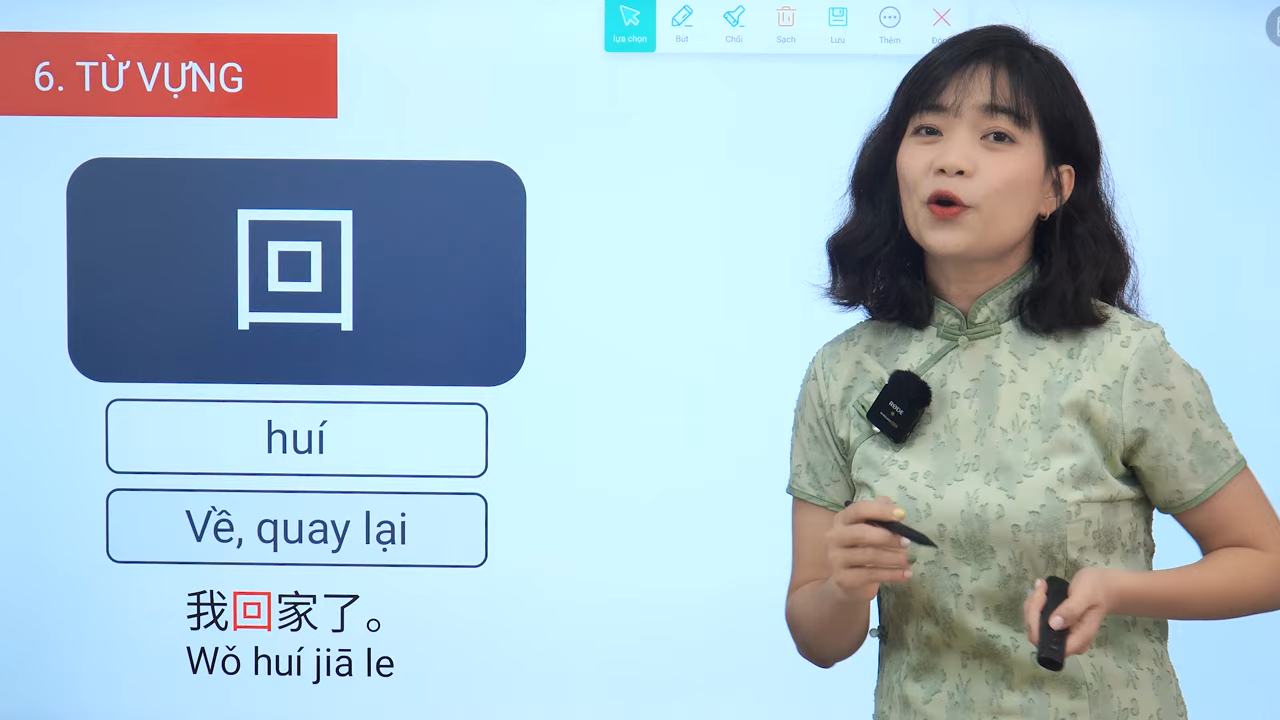 lựa chọn
Bút
Chổi
Sạch
Lưu
Thêm
6. TỪ VỰNG
回
huí
Về, quay lại
我回家了。
Wǒ huí jiā le
RØDE